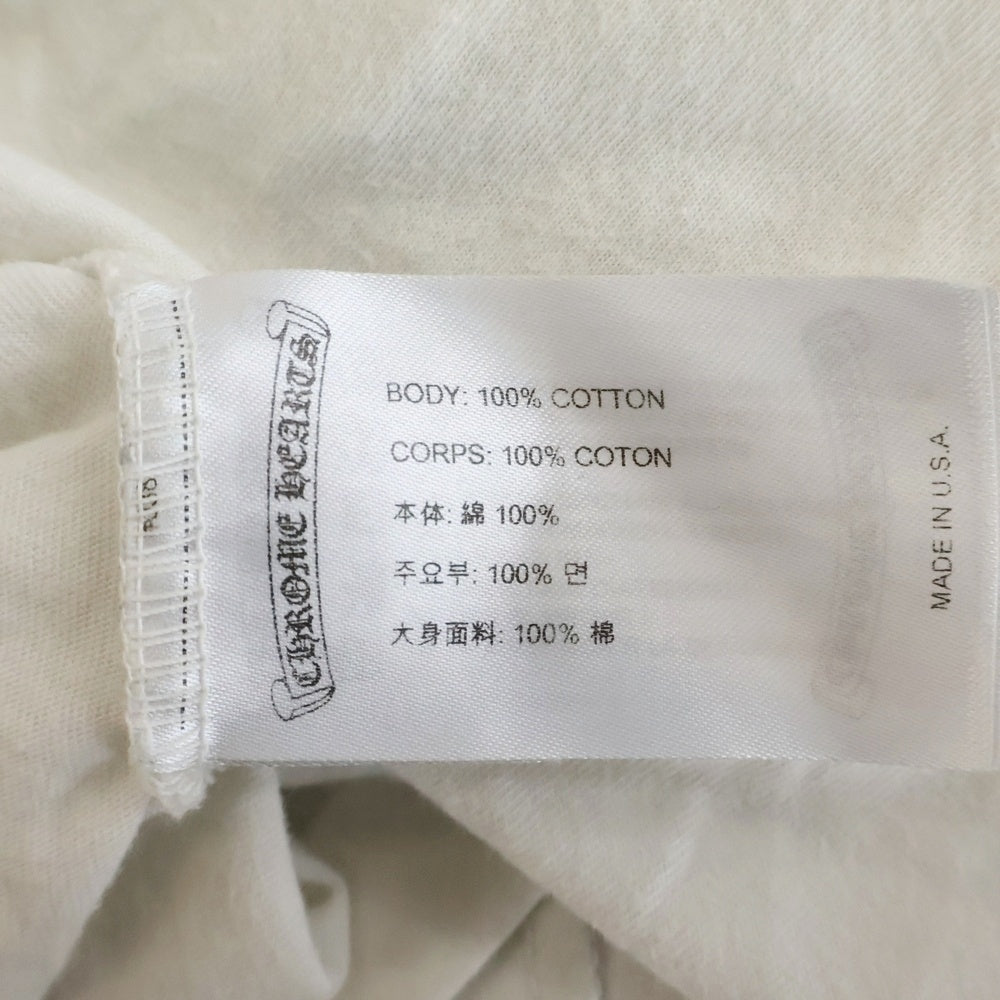 CHROME HEARTS
BODY: 100% COTTON
CORPS: 100% COTON
本体: 綿 100%
주요부: 100% 면
大身面料: 100% 棉
MADE IN U.S.A.